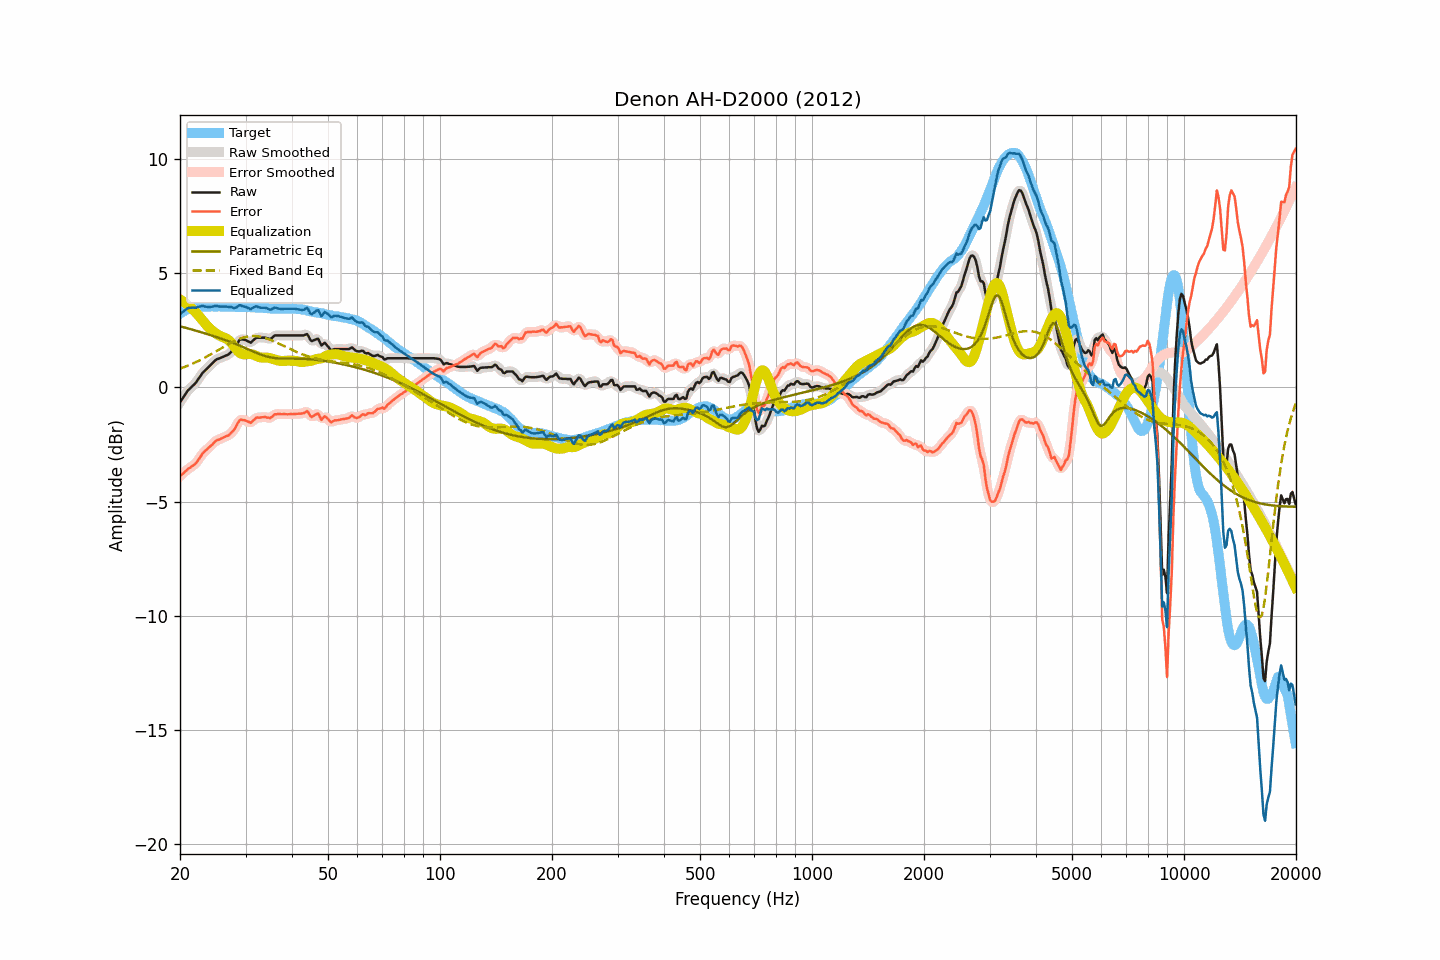 Denon AH-D2000 (2012)
Target
Raw Smoothed
Error Smoothed
Raw
Error
Equalization
Parametric Eq
Fixed Band Eq
Equalized
10
5
0
−5
−10
−15
−20
Amplitude (dBr)
20 50 100 200 500 1000 2000 5000 10000 20000
Frequency (Hz)